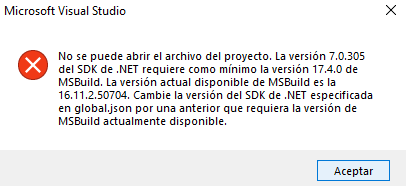 Microsoft Visual Studio
No se puede abrir el archivo del proyecto. La versión 7.0.305
del SDK de .NET requiere como mínimo la versión 17.4.0 de
MSBuild. La versión actual disponible de MSBuild es la
16.11.2.50704. Cambie la versión del SDK de .NET especificada
en global.json por una anterior que requiera la versión de
MSBuild actualmente disponible.
Aceptar